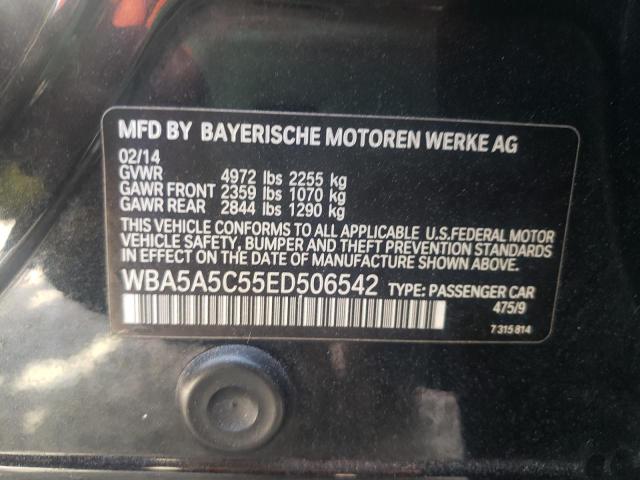 MFD BY BAYERISCHE MOTOREN WERKE AG
02/14
GVWR 4972 lbs 2255 kg
GAWR FRONT 2359 lbs 1070 kg
GAWR REAR 2844 lbs 1290 kg
THIS VEHICLE CONFORMS TO ALL APPLICABLE U.S.FEDERAL MOTOR
VEHICLE SAFETY, BUMPER AND THEFT PREVENTION STANDARDS
IN EFFECT ON THE DATE OF MANUFACTURE SHOWN ABOVE.
WBA5A5C55ED506542 TYPE: PASSENGER CAR
475/9
7 315 814